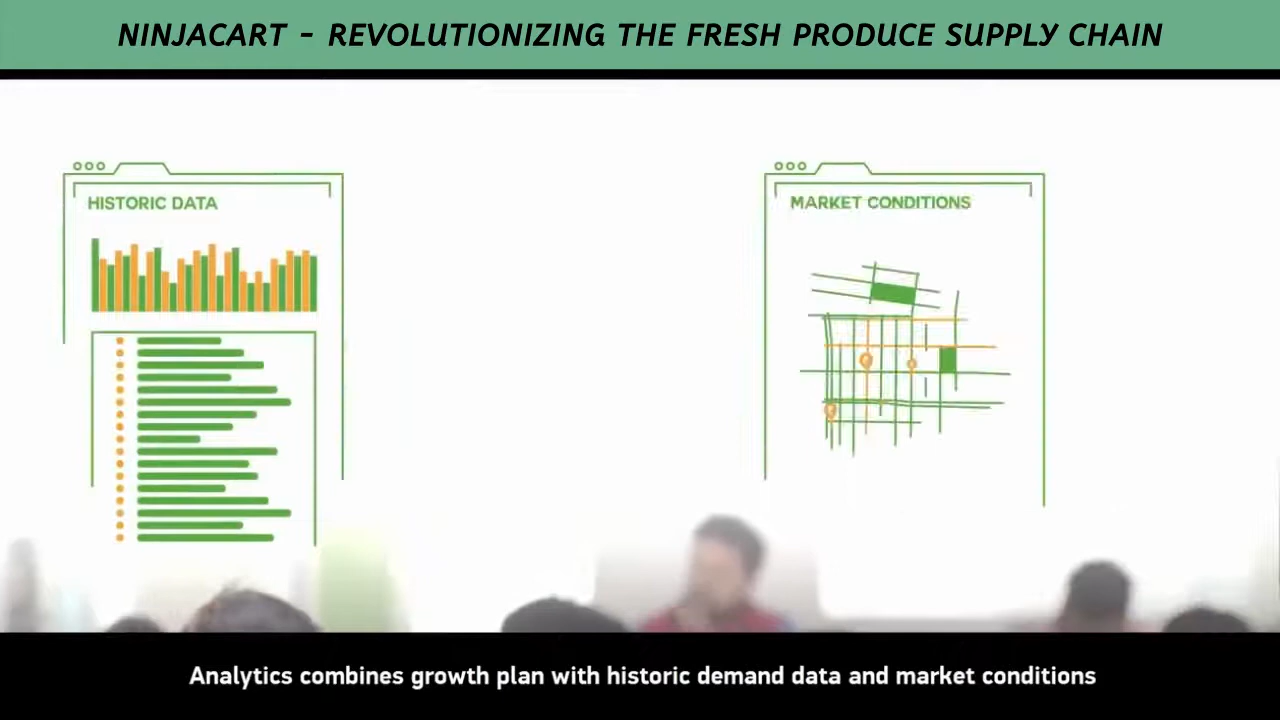 NINJACART - REVOLUTIONIZING THE FRESH PRODUCE SUPPLY CHAIN
HISTORIC DATA
MARKET CONDITIONS
Analytics combines growth plan with historic demand data and market conditions